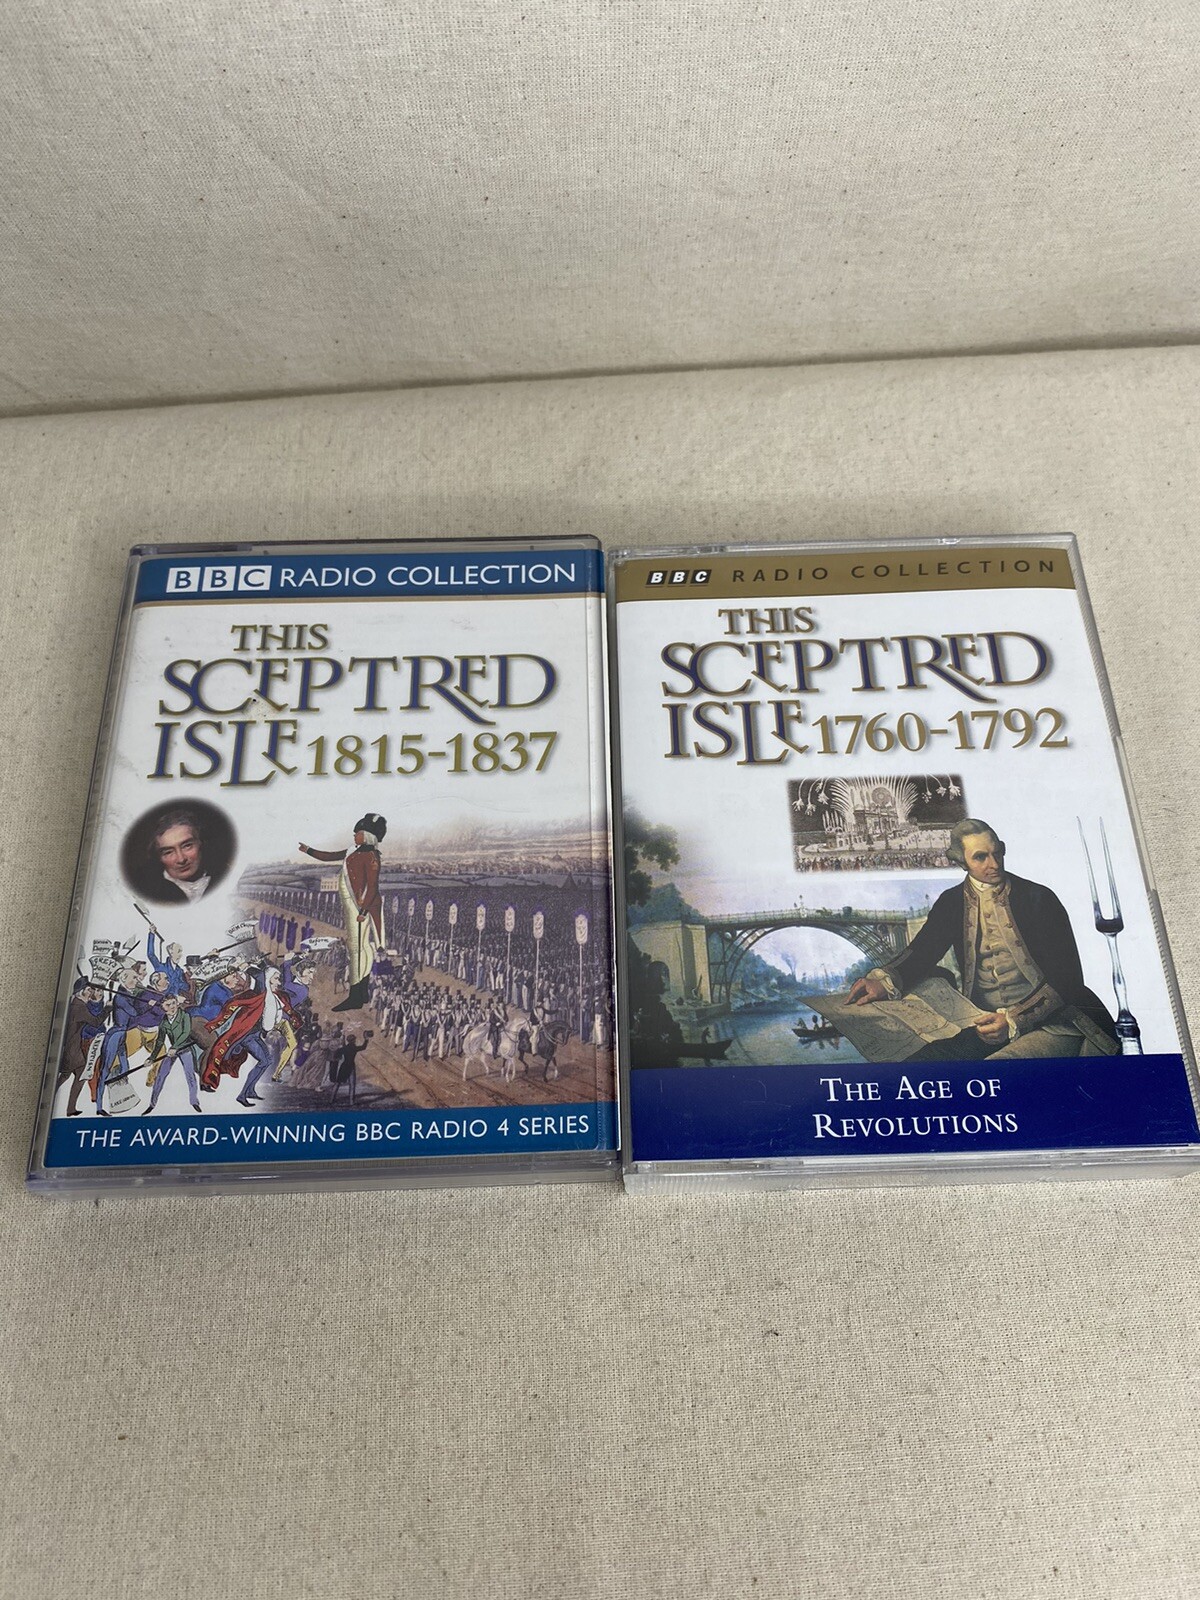 BBC RADIO COLLECTION
THIS
SCEPTRED
ISLE 1815-1837
Reform
THE AWARD-WINNING BBC RADIO 4 SERIES
BBC RADIO COLLECTION
THIS
SCEPTRED
ISLE 1760-1792
THE AGE OF
REVOLUTIONS